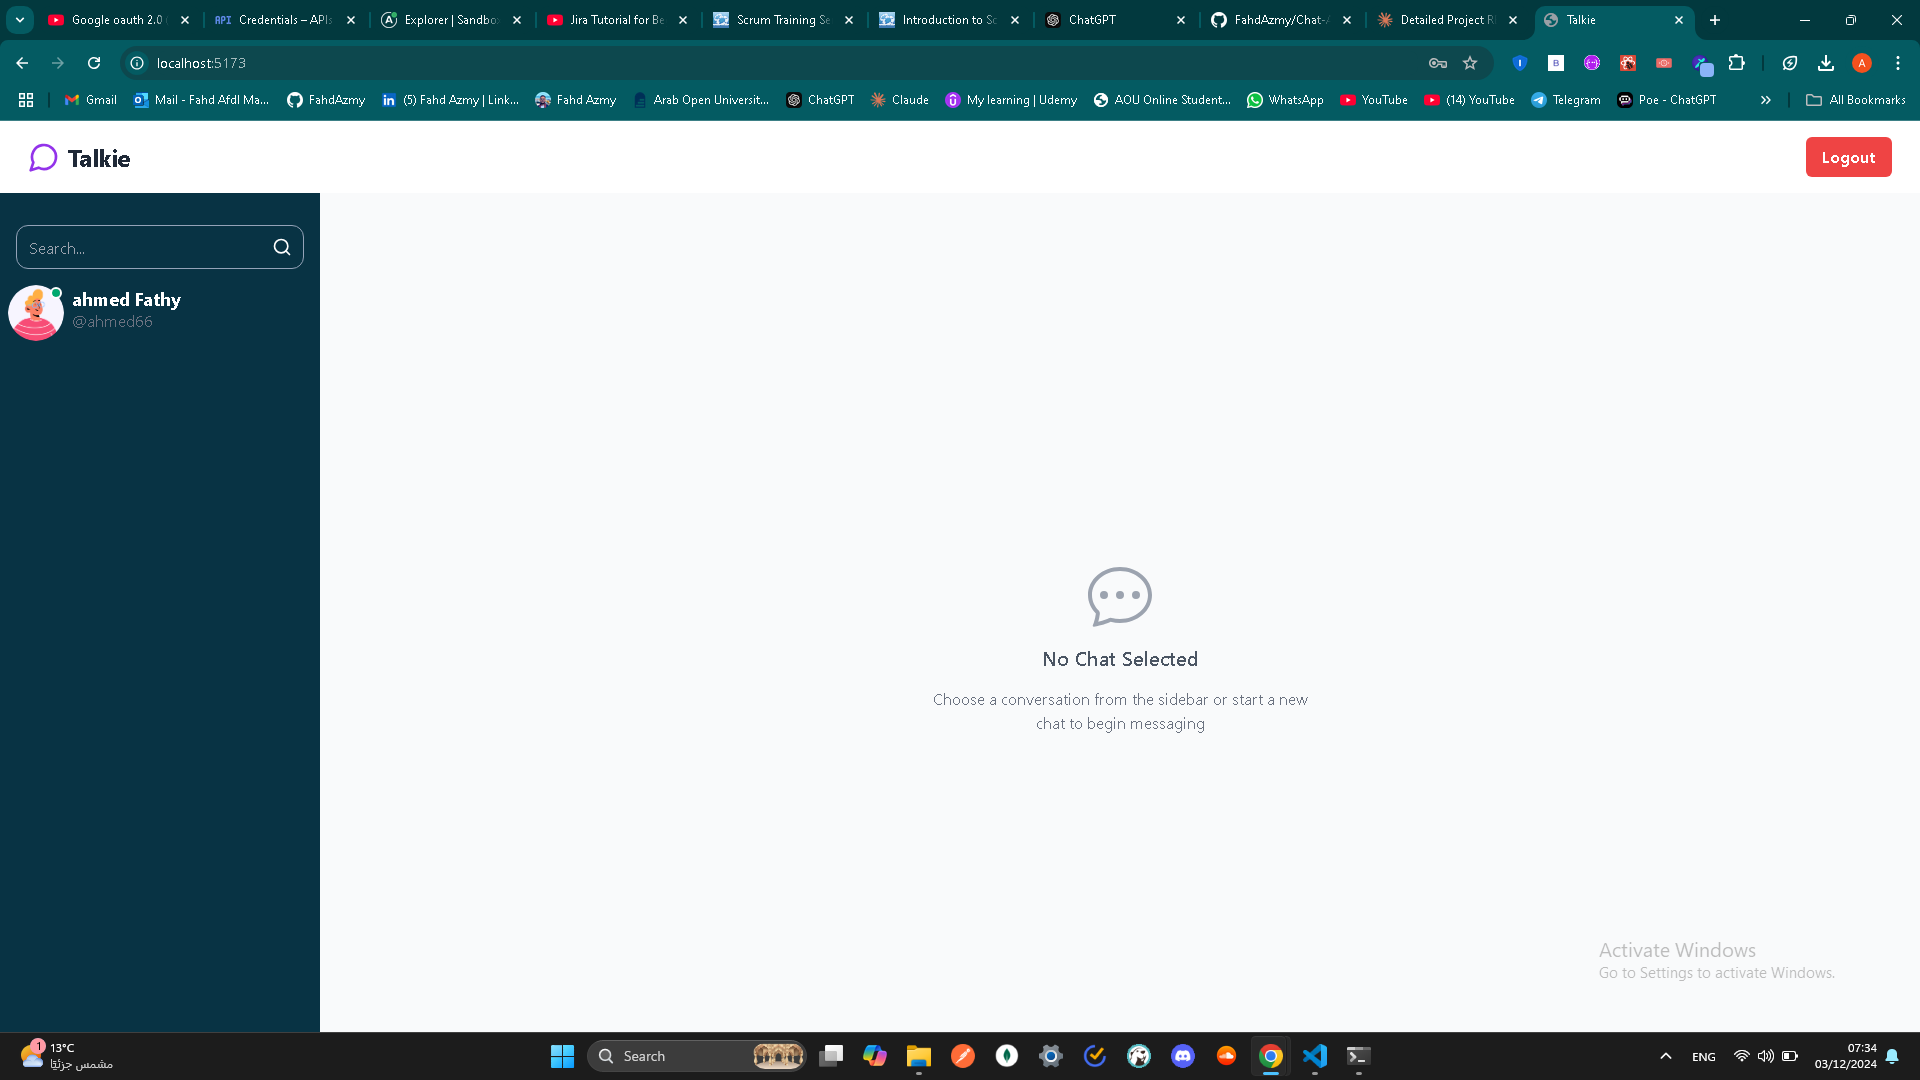 Google oauth 2.0
API Credentials – APIs
Explorer | Sandbo
Jira Tutorial for Be
Scrum Training Se
Introduction to Sc
ChatGPT
FahdAzmy/Chat-A
Detailed Project R
Talkie
localhost:5173
A
Gmail
Mail - Fahd Afdl Ma...
FahdAzmy
(5) Fahd Azmy | Link...
Fahd Azmy
Arab Open Universit...
ChatGPT
Claude
My learning | Udemy
AOU Online Student...
WhatsApp
YouTube
(14) YouTube
Telegram
Poe - ChatGPT
All Bookmarks
Talkie
Logout
Search...
ahmed Fathy
@ahmed66
No Chat Selected
Choose a conversation from the sidebar or start a new
chat to begin messaging
Activate Windows
Go to Settings to activate Windows.
1
13°C
مشمس جزئيًا
Search
ENG
07:34
03/12/2024